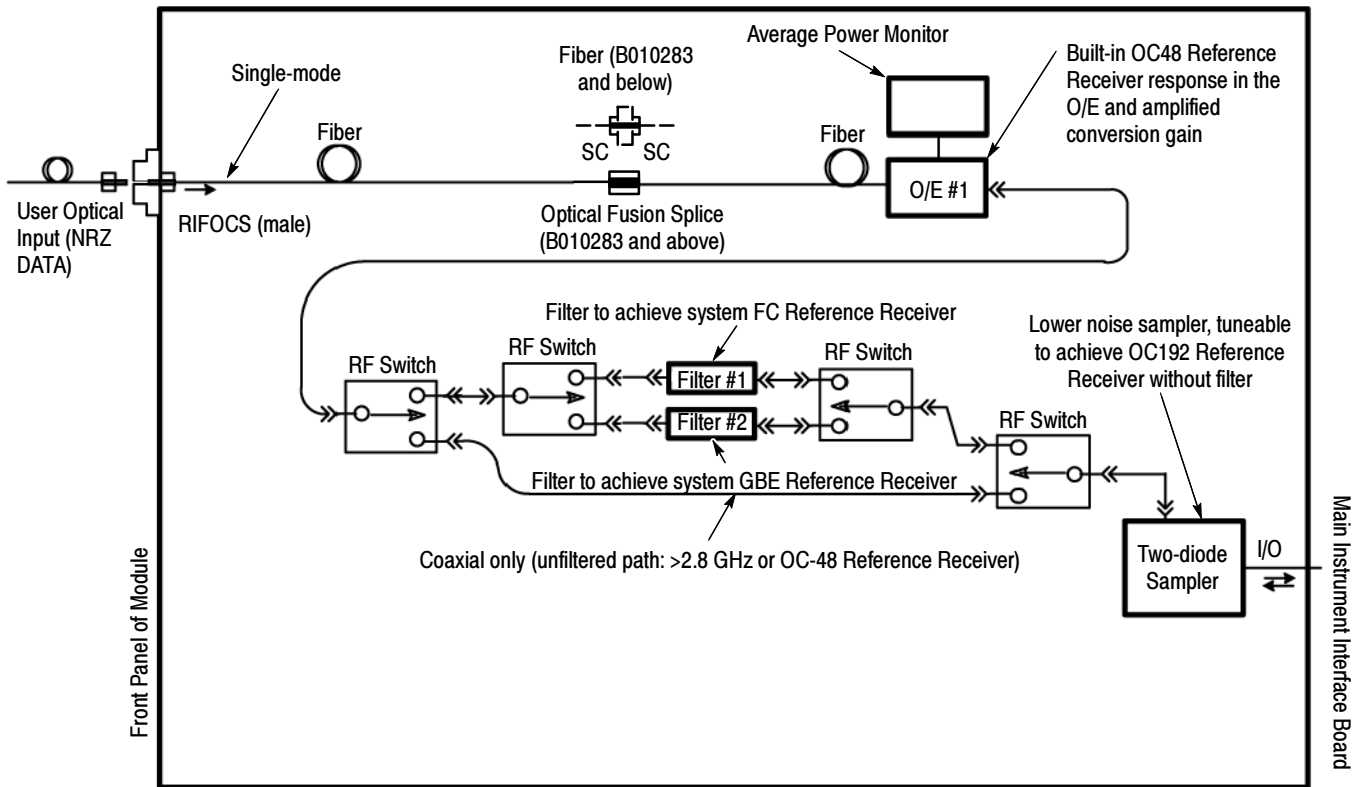 Average Power Monitor
Built-in OC48 Reference
Receiver response in the
O/E and amplified
conversion gain
Fiber (B010283
and below)
Single-mode
Fiber
SC
SC
Fiber
O/E #1
User Optical
Input (NRZ
DATA)
RIFOCS (male)
Optical Fusion Splice
(B010283 and above)
Filter to achieve system FC Reference Receiver
Lower noise sampler, tuneable
to achieve OC192 Reference
Receiver without filter
RF Switch
RF Switch
Filter #1
RF Switch
Filter #2
RF Switch
Filter to achieve system GBE Reference Receiver
Coaxial only (unfiltered path: >2.8 GHz or OC-48 Reference Receiver)
Two-diode
Sampler
I/O
Front Panel of Module
Main Instrument Interface Board